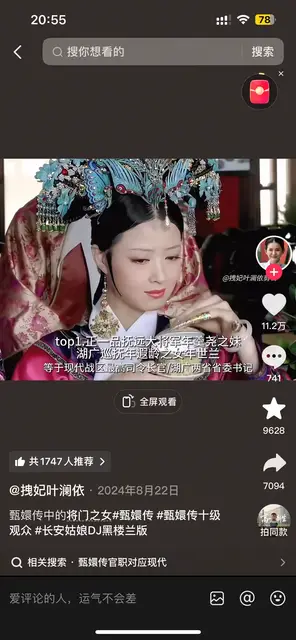 20:55
78
搜你想看的
搜索
@拽妃叶澜依
11.2万
top1.正一品抚远大将军年羹尧之妹
湖广巡抚年遐龄之女年世兰
等于现代战区最高司令长官/湖广两省省委书记
741
全屏观看
9628
共1747人推荐
7094
@拽妃叶澜依 · 2024年8月22日
甄嬛传中的将门之女#甄嬛传 #甄嬛传十级
观众 #长安姑娘DJ黑楼兰版
拍同款
相关搜索 · 甄嬛传官职对应现代
爱评论的人，运气不会差